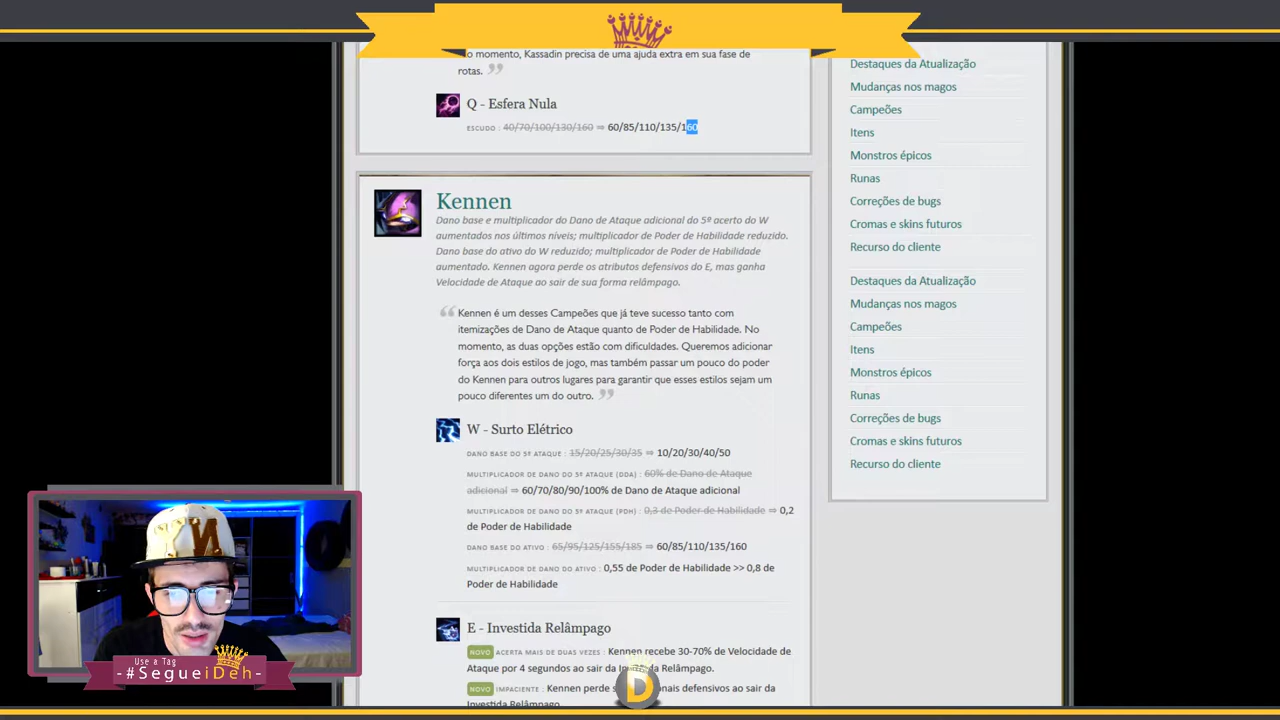 o momento, Kassadin precisa de uma ajuda extra em sua fase de
rotas.
Q - Esfera Nula
ESCUDO : 40/70/100/130/160 ⇒ 60/85/110/135/160
Kennen
Dano base e multiplicador do Dano de Ataque adicional do 5º acerto do W
aumentados nos últimos níveis; multiplicador de Poder de Habilidade reduzido.
Dano base do ativo do W reduzido; multiplicador de Poder de Habilidade
aumentado. Kennen agora perde os atributos defensivos do E, mas ganha
Velocidade de Ataque ao sair de sua forma relâmpago.
Kennen é um desses Campeões que já teve sucesso tanto com
itemizações de Dano de Ataque quanto de Poder de Habilidade. No
momento, as duas opções estão com dificuldades. Queremos adicionar
força aos dois estilos de jogo, mas também passar um pouco do poder
do Kennen para outros lugares para garantir que esses estilos sejam um
pouco diferentes um do outro.
W - Surto Elétrico
DANO BASE DO 5º ATAQUE : 15/20/25/30/35 ⇒ 10/20/30/40/50
MULTIPLICADOR DE DANO DO 5º ATAQUE (DDA) : 60% de Dano de Ataque
adicional ⇒ 60/70/80/90/100% de Dano de Ataque adicional
MULTIPLICADOR DE DANO DO 5º ATAQUE (PDH) : 0,3 de Poder de Habilidade ⇒ 0,2
de Poder de Habilidade
DANO BASE DO ATIVO : 65/95/125/155/185 ⇒ 60/85/110/135/160
MULTIPLICADOR DE DANO DO ATIVO : 0,55 de Poder de Habilidade >> 0,8 de
Poder de Habilidade
E - Investida Relâmpago
NOVO ACERTA MAIS DE DUAS VEZES : Kennen recebe 30-70% de Velocidade de
Ataque por 4 segundos ao sair da Investida Relâmpago.
NOVO IMPACIENTE : Kennen perde defensivos ao sair da
Investida Relâmpago
Destaques da Atualização
Mudanças nos magos
Campeões
Itens
Monstros épicos
Runas
Correções de bugs
Cromas e skins futuros
Recurso do cliente
Destaques da Atualização
Mudanças nos magos
Campeões
Itens
Monstros épicos
Runas
Correções de bugs
Cromas e skins futuros
Recurso do cliente
Use a Tag
-#SegueiDeh-
D